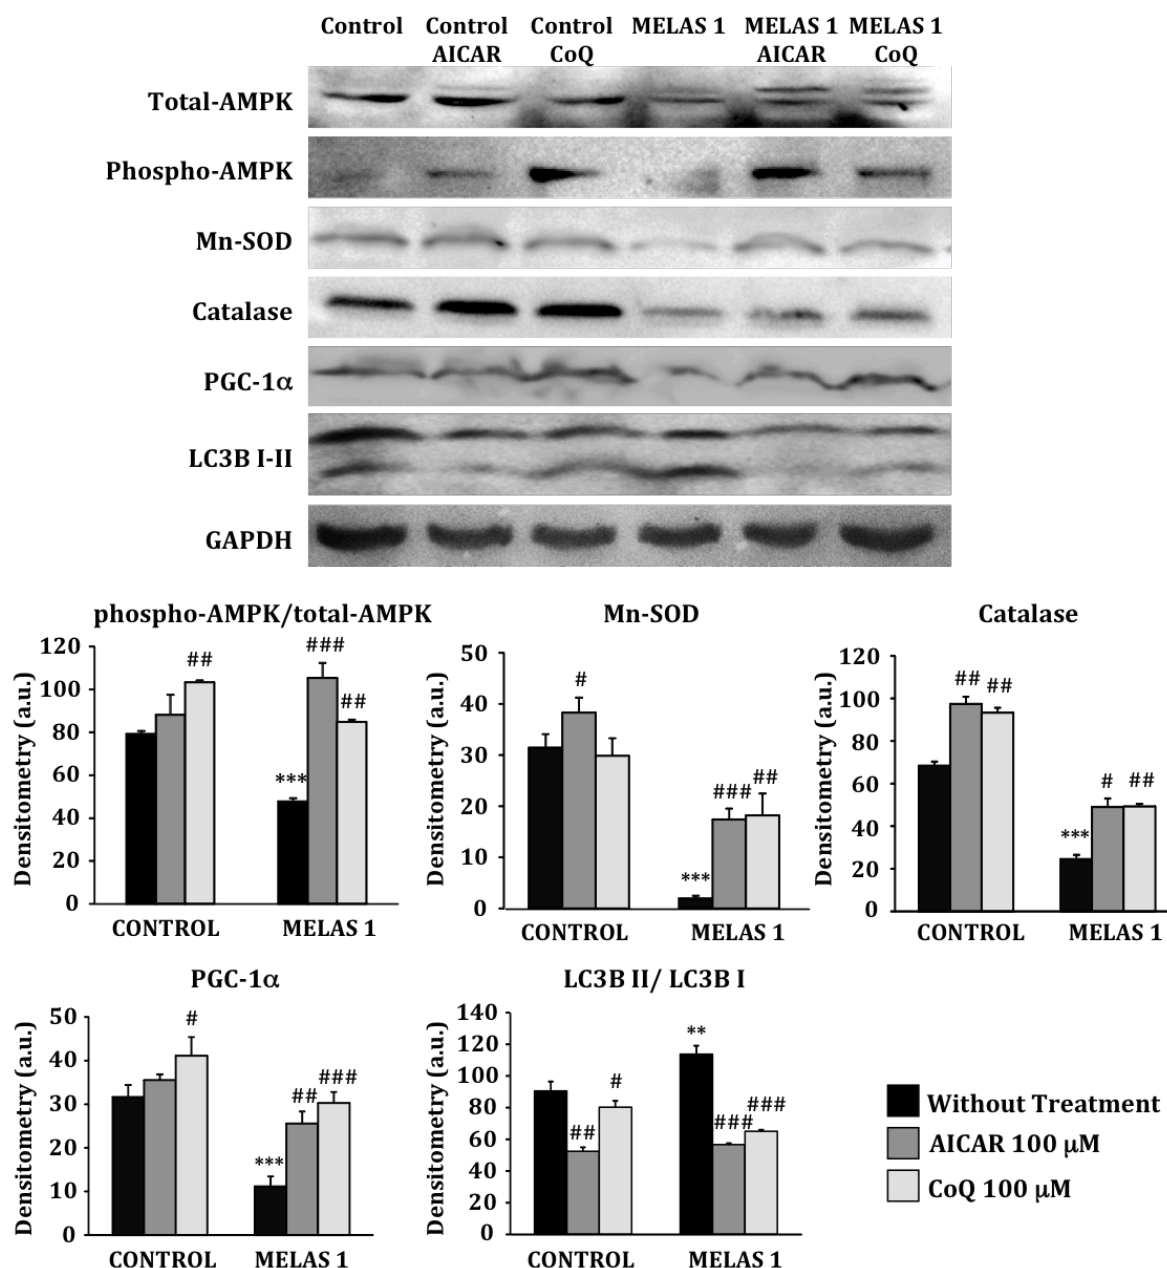 Control Control Control MELAS 1 MELAS 1 MELAS 1
AICAR CoQ AICAR CoQ
Total-AMPK
Phospho-AMPK
Mn-SOD
Catalase
PGC-1α
LC3B I-II
GAPDH
phospho-AMPK/total-AMPK
Densitometry (a.u.)
120
100
80
60
40
20
0
##
***
###
##
CONTROL MELAS 1
Mn-SOD
Densitometry (a.u.)
50
40
30
20
10
0
#
***
###
##
CONTROL MELAS 1
Catalase
Densitometry (a.u.)
120
100
80
60
40
20
0
##
##
***
#
##
CONTROL MELAS 1
PGC-1α
Densitometry (a.u.)
50
40
30
20
10
0
#
***
##
###
CONTROL MELAS 1
LC3B II/ LC3B I
Densitometry (a.u.)
140
120
100
80
60
40
20
0
##
#
**
###
###
CONTROL MELAS 1
Without Treatment
AICAR 100 µM
CoQ 100 µM